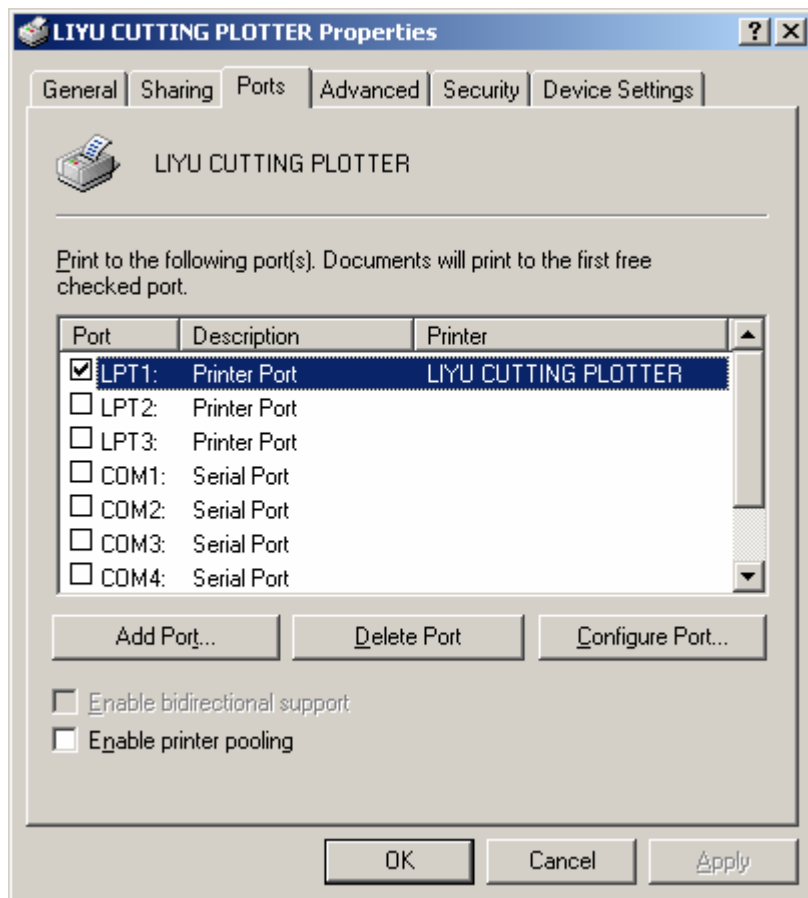 LIYU CUTTING PLOTTER Properties
General Sharing Ports Advanced Security Device Settings
LIYU CUTTING PLOTTER
Print to the following port(s). Documents will print to the first free
checked port.
Port Description Printer
LPT1: Printer Port LIYU CUTTING PLOTTER
LPT2: Printer Port
LPT3: Printer Port
COM1: Serial Port
COM2: Serial Port
COM3: Serial Port
COM4: Serial Port
Add Port... Delete Port Configure Port...
Enable bidirectional support
Enable printer pooling
OK Cancel Apply